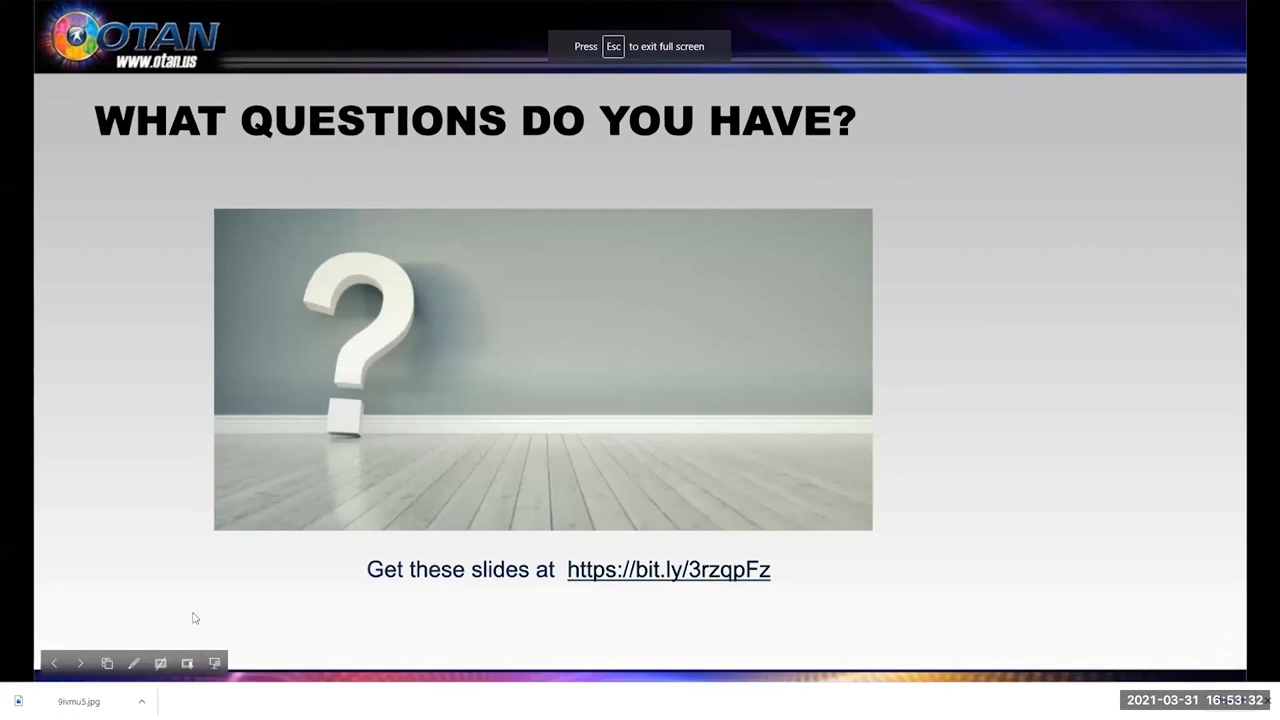 OTAN
www.otan.us
Press Esc to exit full screen
WHAT QUESTIONS DO YOU HAVE?
?
Get these slides at https://bit.ly/3rzqpFz
9ivmu5.jpg
2021-03-31 16:53:32